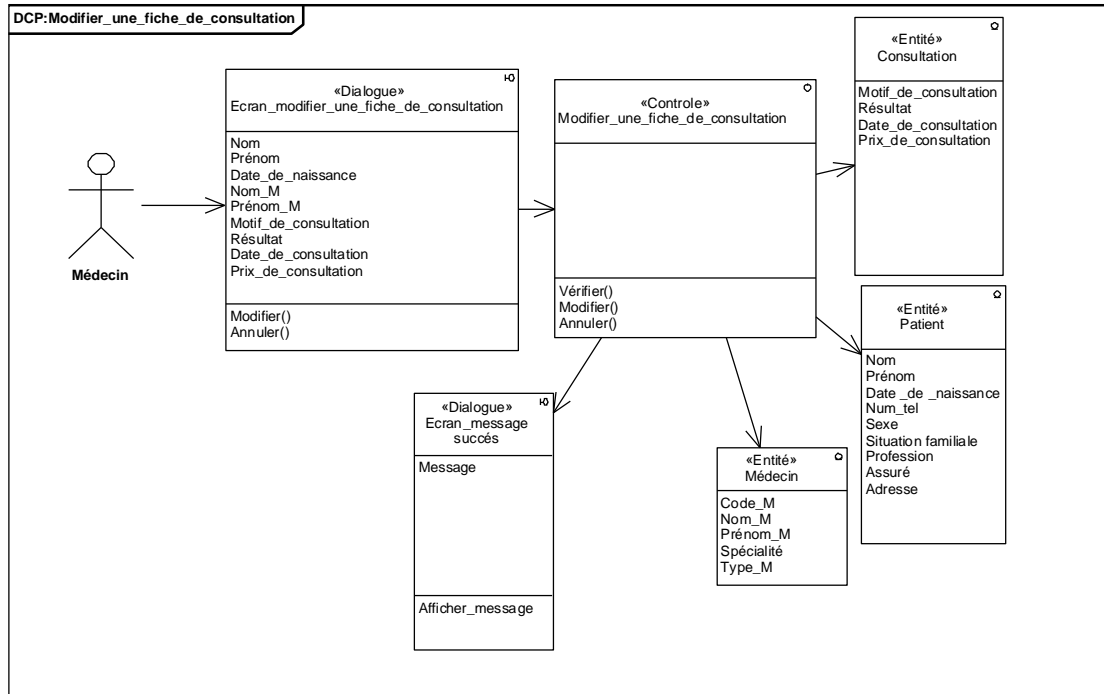 DCP:Modifier_une_fiche_de_consultation
Médecin
«Dialogue»
Ecran_modifier_une_fiche_de_consultation
Nom
Prénom
Date_de_naissance
Nom_M
Prénom_M
Motif_de_consultation
Résultat
Date_de_consultation
Prix_de_consultation
Modifier()
Annuler()
«Controle»
Modifier_une_fiche_de_consultation
Vérifier()
Modifier()
Annuler()
«Entité»
Consultation
Motif_de_consultation
Résultat
Date_de_consultation
Prix_de_consultation
«Entité»
Patient
Nom
Prénom
Date _de _naissance
Num_tel
Sexe
Situation familiale
Profession
Assuré
Adresse
«Dialogue»
Ecran_message
succés
Message
Afficher_message
«Entité»
Médecin
Code_M
Nom_M
Prénom_M
Spécialité
Type_M